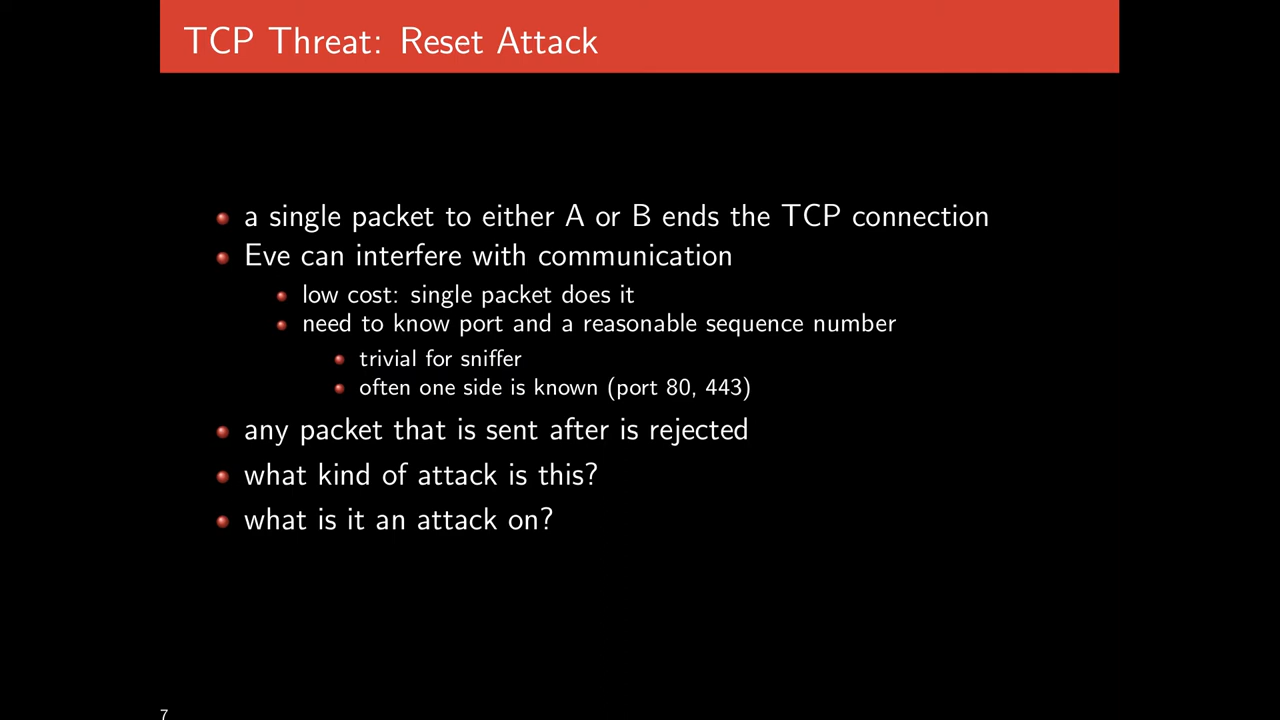 TCP Threat: Reset Attack
a single packet to either A or B ends the TCP connection
Eve can interfere with communication
low cost: single packet does it
need to know port and a reasonable sequence number
trivial for sniffer
often one side is known (port 80, 443)
any packet that is sent after is rejected
what kind of attack is this?
what is it an attack on?
7